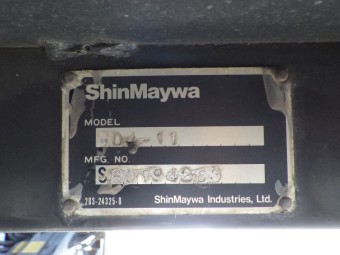 ShinMaywa
MODEL
MFG. NO.
203-24325-0
ShinMaywa Industries, Ltd.